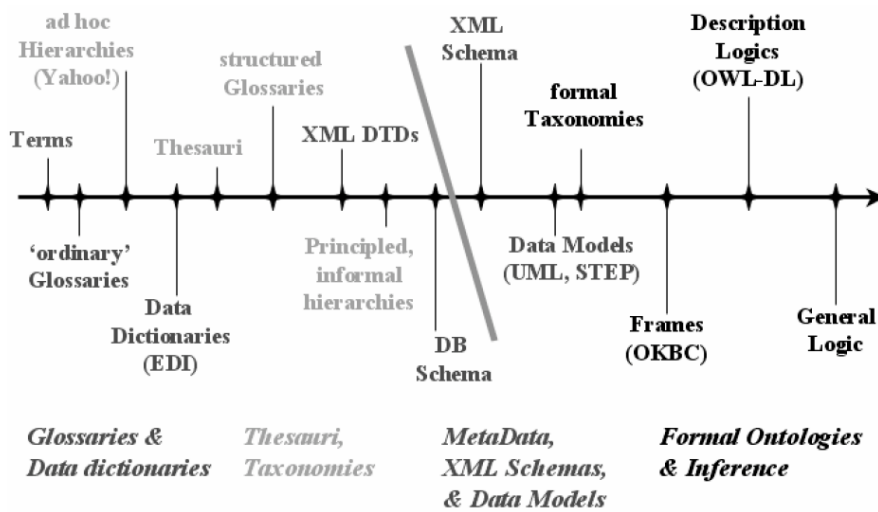 ad hoc
Hierarchies
(Yahoo!)
structured
Glossaries
XML
Schema
Description
Logics
(OWL-DL)
formal
Taxonomies
Terms
Thesauri
XML DTDs
‘ordinary’
Glossaries
Data
Dictionaries
(EDI)
Principled,
informal
hierarchies
DB
Schema
Data Models
(UML, STEP)
Frames
(OKBC)
General
Logic
Glossaries &
Data dictionaries
Thesauri,
Taxonomies
MetaData,
XML Schemas,
& Data Models
Formal Ontologies
& Inference